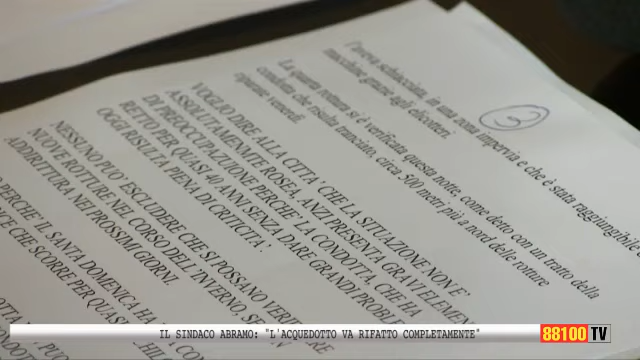 3
l'aveva schiacciata, in una zona impervia e che è stata raggiungibile
macchine grazie agli elicotteri.
La quarta rottura si è verificata questa notte, come detto con un tratto della
condotta che risulta tranciato, circa 500 metri più a nord delle rotture
riparate venerdì.
VOGLIO DIRE ALLA CITTA' CHE LA SITUAZIONE NON E'
ASSOLUTAMENTE ROSEA, ANZI PRESENTA GRAVI ELEMEN
DI PREOCCUPAZIONE PERCHE' LA CONDOTTA, CHE HA
RETTO PER QUASI 40 ANNI SENZA DARE GRANDI PROBLE
OGGI RISULTA PIENA DI CRITICITA'.
NESSUNO PUO' ESCLUDERE CHE SI POSSANO VERIFICARE
NUOVE ROTTURE NEL CORSO DELL'INVERNO, SE NON
ADDIRITTURA NEI PROSSIMI GIORNI.
PERCHE' IL SANTA DOMENICA HA
CHE SCORRE PER QUAS
IL SINDACO ABRAMO: "L'ACQUEDOTTO VA RIFATTO COMPLETAMENTE"
88100 TV